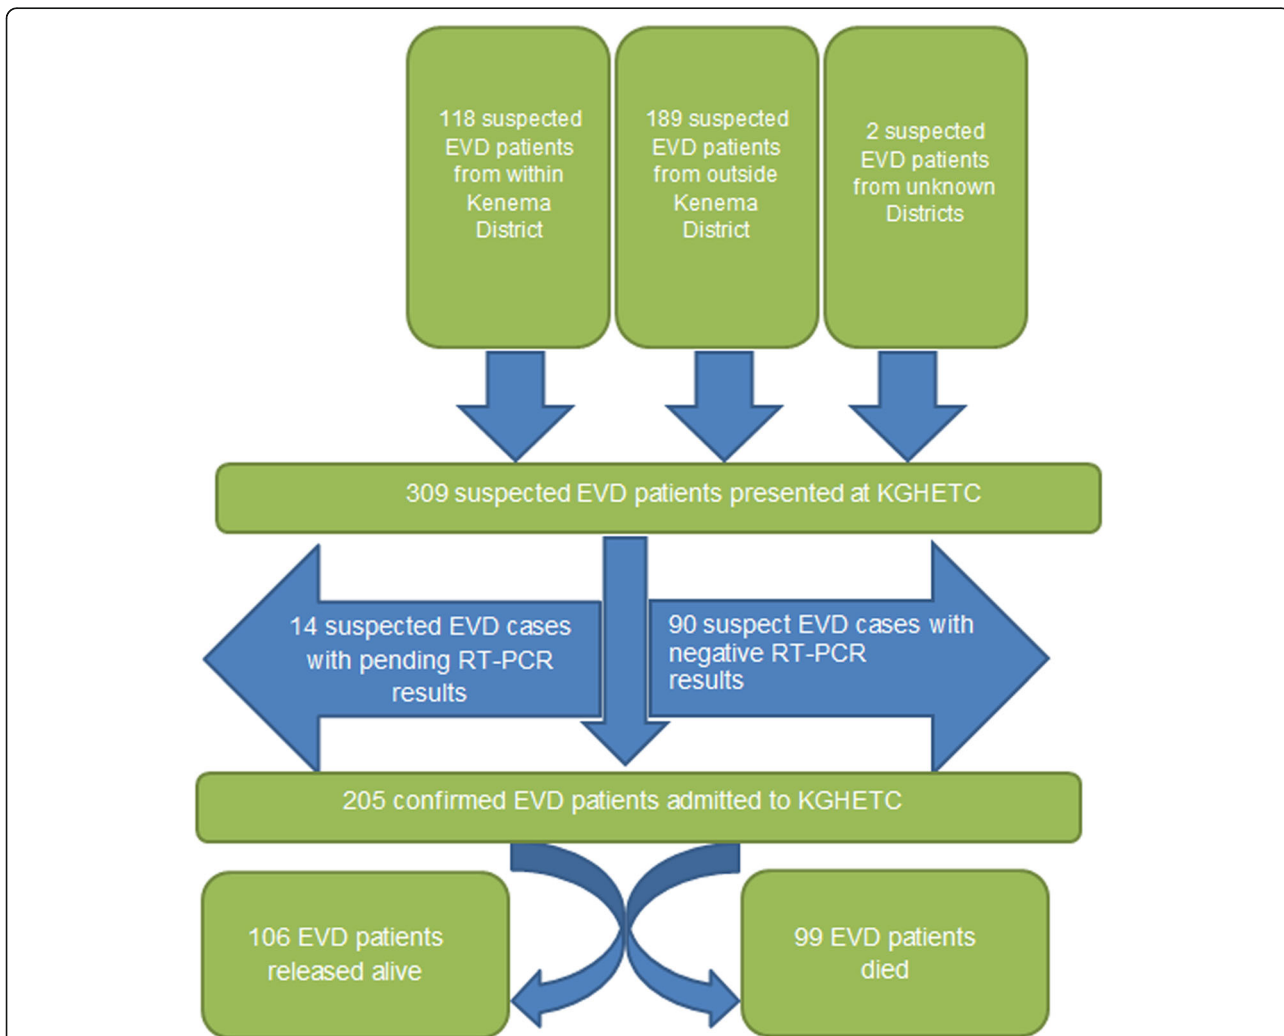 118 suspected
EVD patients
from within
Kenema
District
189 suspected
EVD patients
from outside
Kenema
District
2 suspected
EVD patients
from unknown
Districts
309 suspected EVD patients presented at KGHETC
14 suspected EVD cases
with pending RT-PCR
results
90 suspect EVD cases with
negative RT-PCR
results
205 confirmed EVD patients admitted to KGHETC
106 EVD patients
released alive
99 EVD patients
died